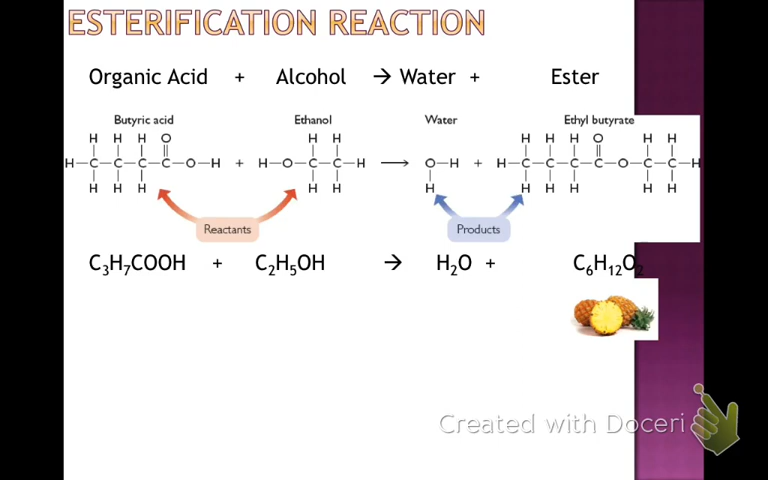 ESTERIFICATION REACTION
Organic Acid + Alcohol → Water + Ester
Butyric acid Ethanol Water Ethyl butyrate
H H H O H H H H H O H H
H—C—C—C—C—O—H + H—O—C—C—H → O—H + H—C—C—C—C—O—C—C—H
H H H H H H H H H H H
Reactants Products
C₃H₇COOH + C₂H₅OH → H₂O + C₆H₁₂O₂
Created with Doceri